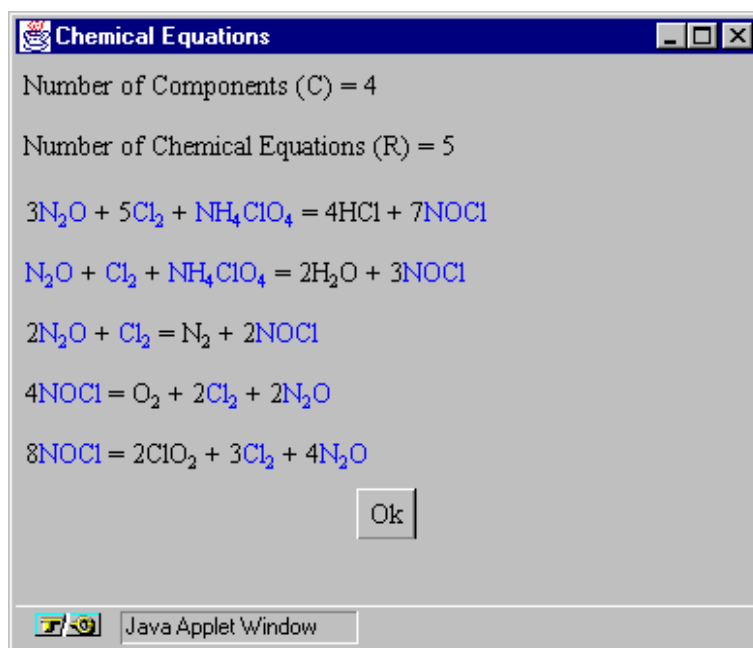 Chemical Equations
Number of Components (C) = 4
Number of Chemical Equations (R) = 5
3N₂O + 5Cl₂ + NH₄ClO₄ = 4HCl + 7NOCl
N₂O + Cl₂ + NH₄ClO₄ = 2H₂O + 3NOCl
2N₂O + Cl₂ = N₂ + 2NOCl
4NOCl = O₂ + 2Cl₂ + 2N₂O
8NOCl = 2ClO₂ + 3Cl₂ + 4N₂O
Ok
Java Applet Window